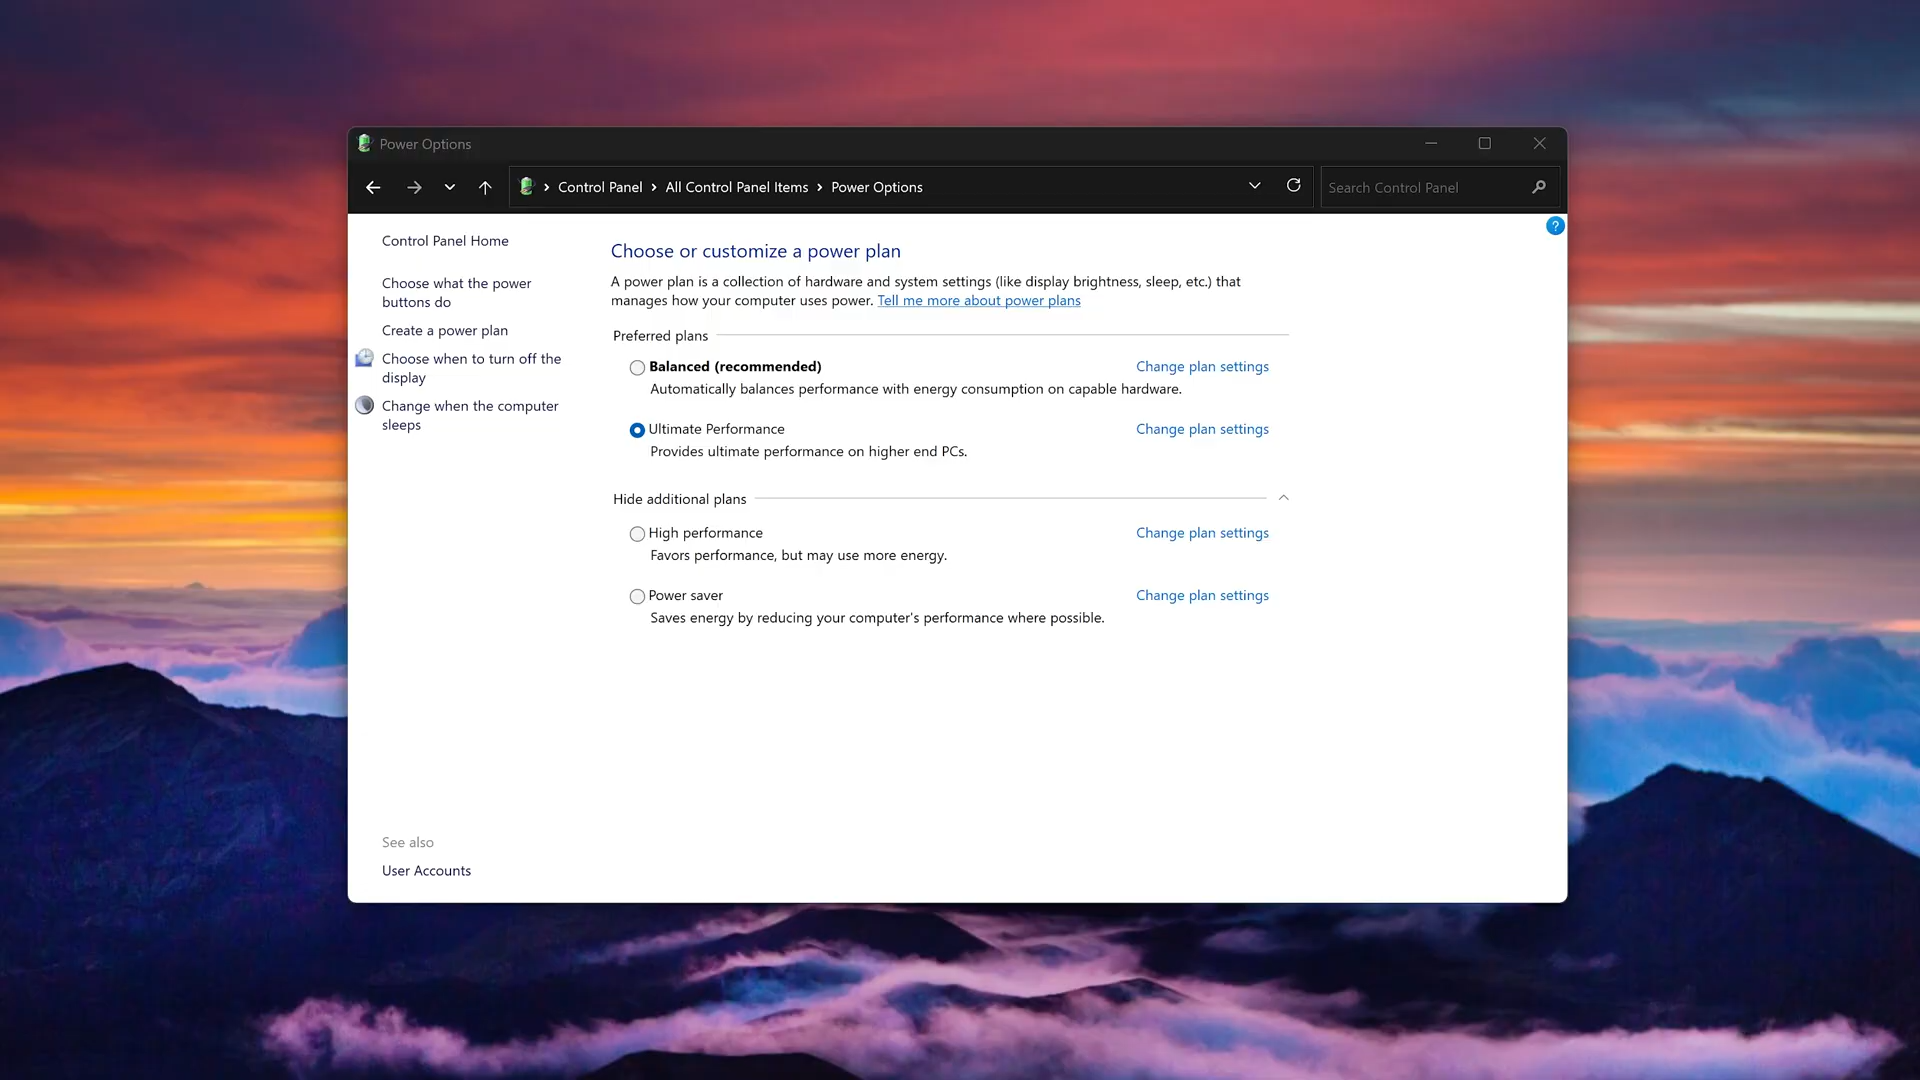 Power Options
Control Panel > All Control Panel Items > Power Options
Search Control Panel
?
Control Panel Home
Choose what the power
buttons do
Create a power plan
Choose when to turn off the
display
Change when the computer
sleeps
See also
User Accounts
Choose or customize a power plan
A power plan is a collection of hardware and system settings (like display brightness, sleep, etc.) that
manages how your computer uses power. Tell me more about power plans
Preferred plans
Balanced (recommended) Change plan settings
Automatically balances performance with energy consumption on capable hardware.
Ultimate Performance Change plan settings
Provides ultimate performance on higher end PCs.
Hide additional plans
High performance Change plan settings
Favors performance, but may use more energy.
Power saver Change plan settings
Saves energy by reducing your computer's performance where possible.